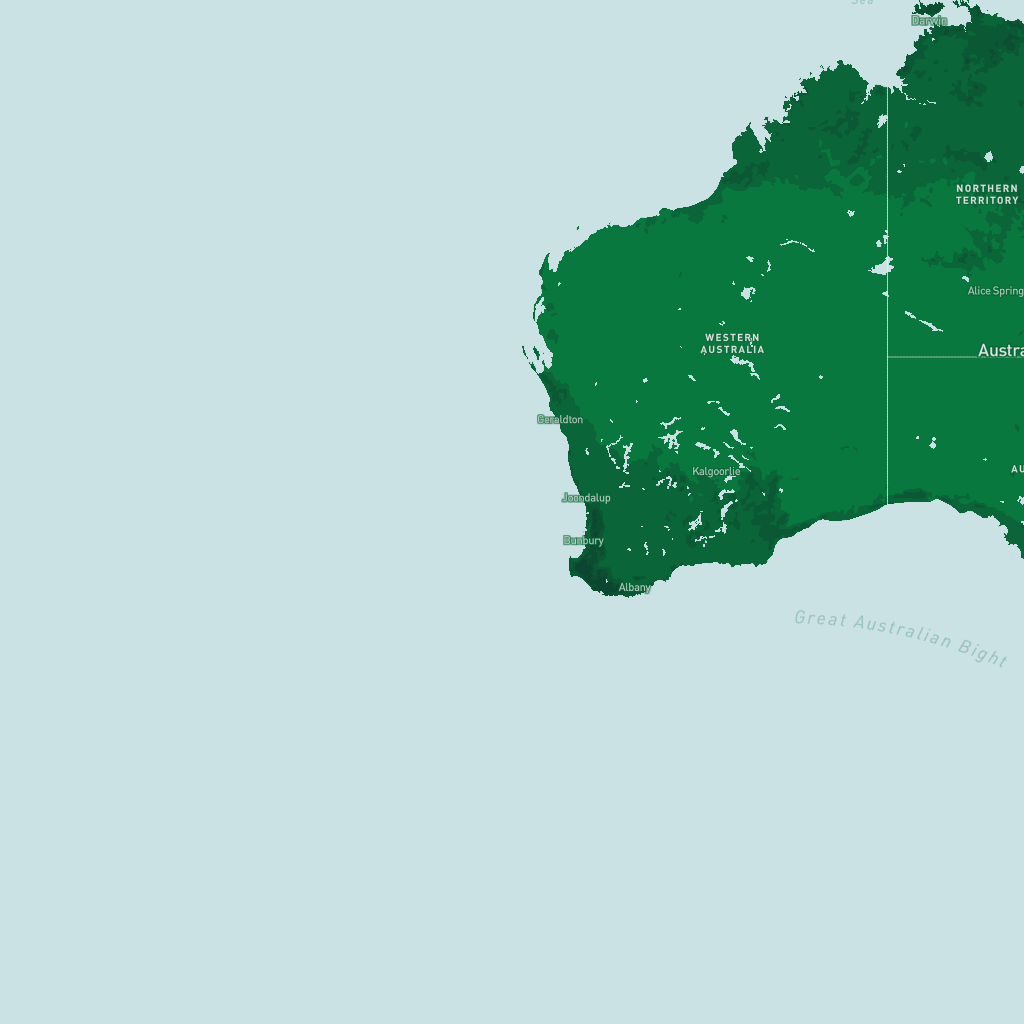 Sea
Darwin
NORTHERN
TERRITORY
Alice Spring
WESTERN
AUSTRALIA
Austra
Geraldton
Kalgoorlie
AU
Joondalup
Bunbury
Albany
Great Australian Bight